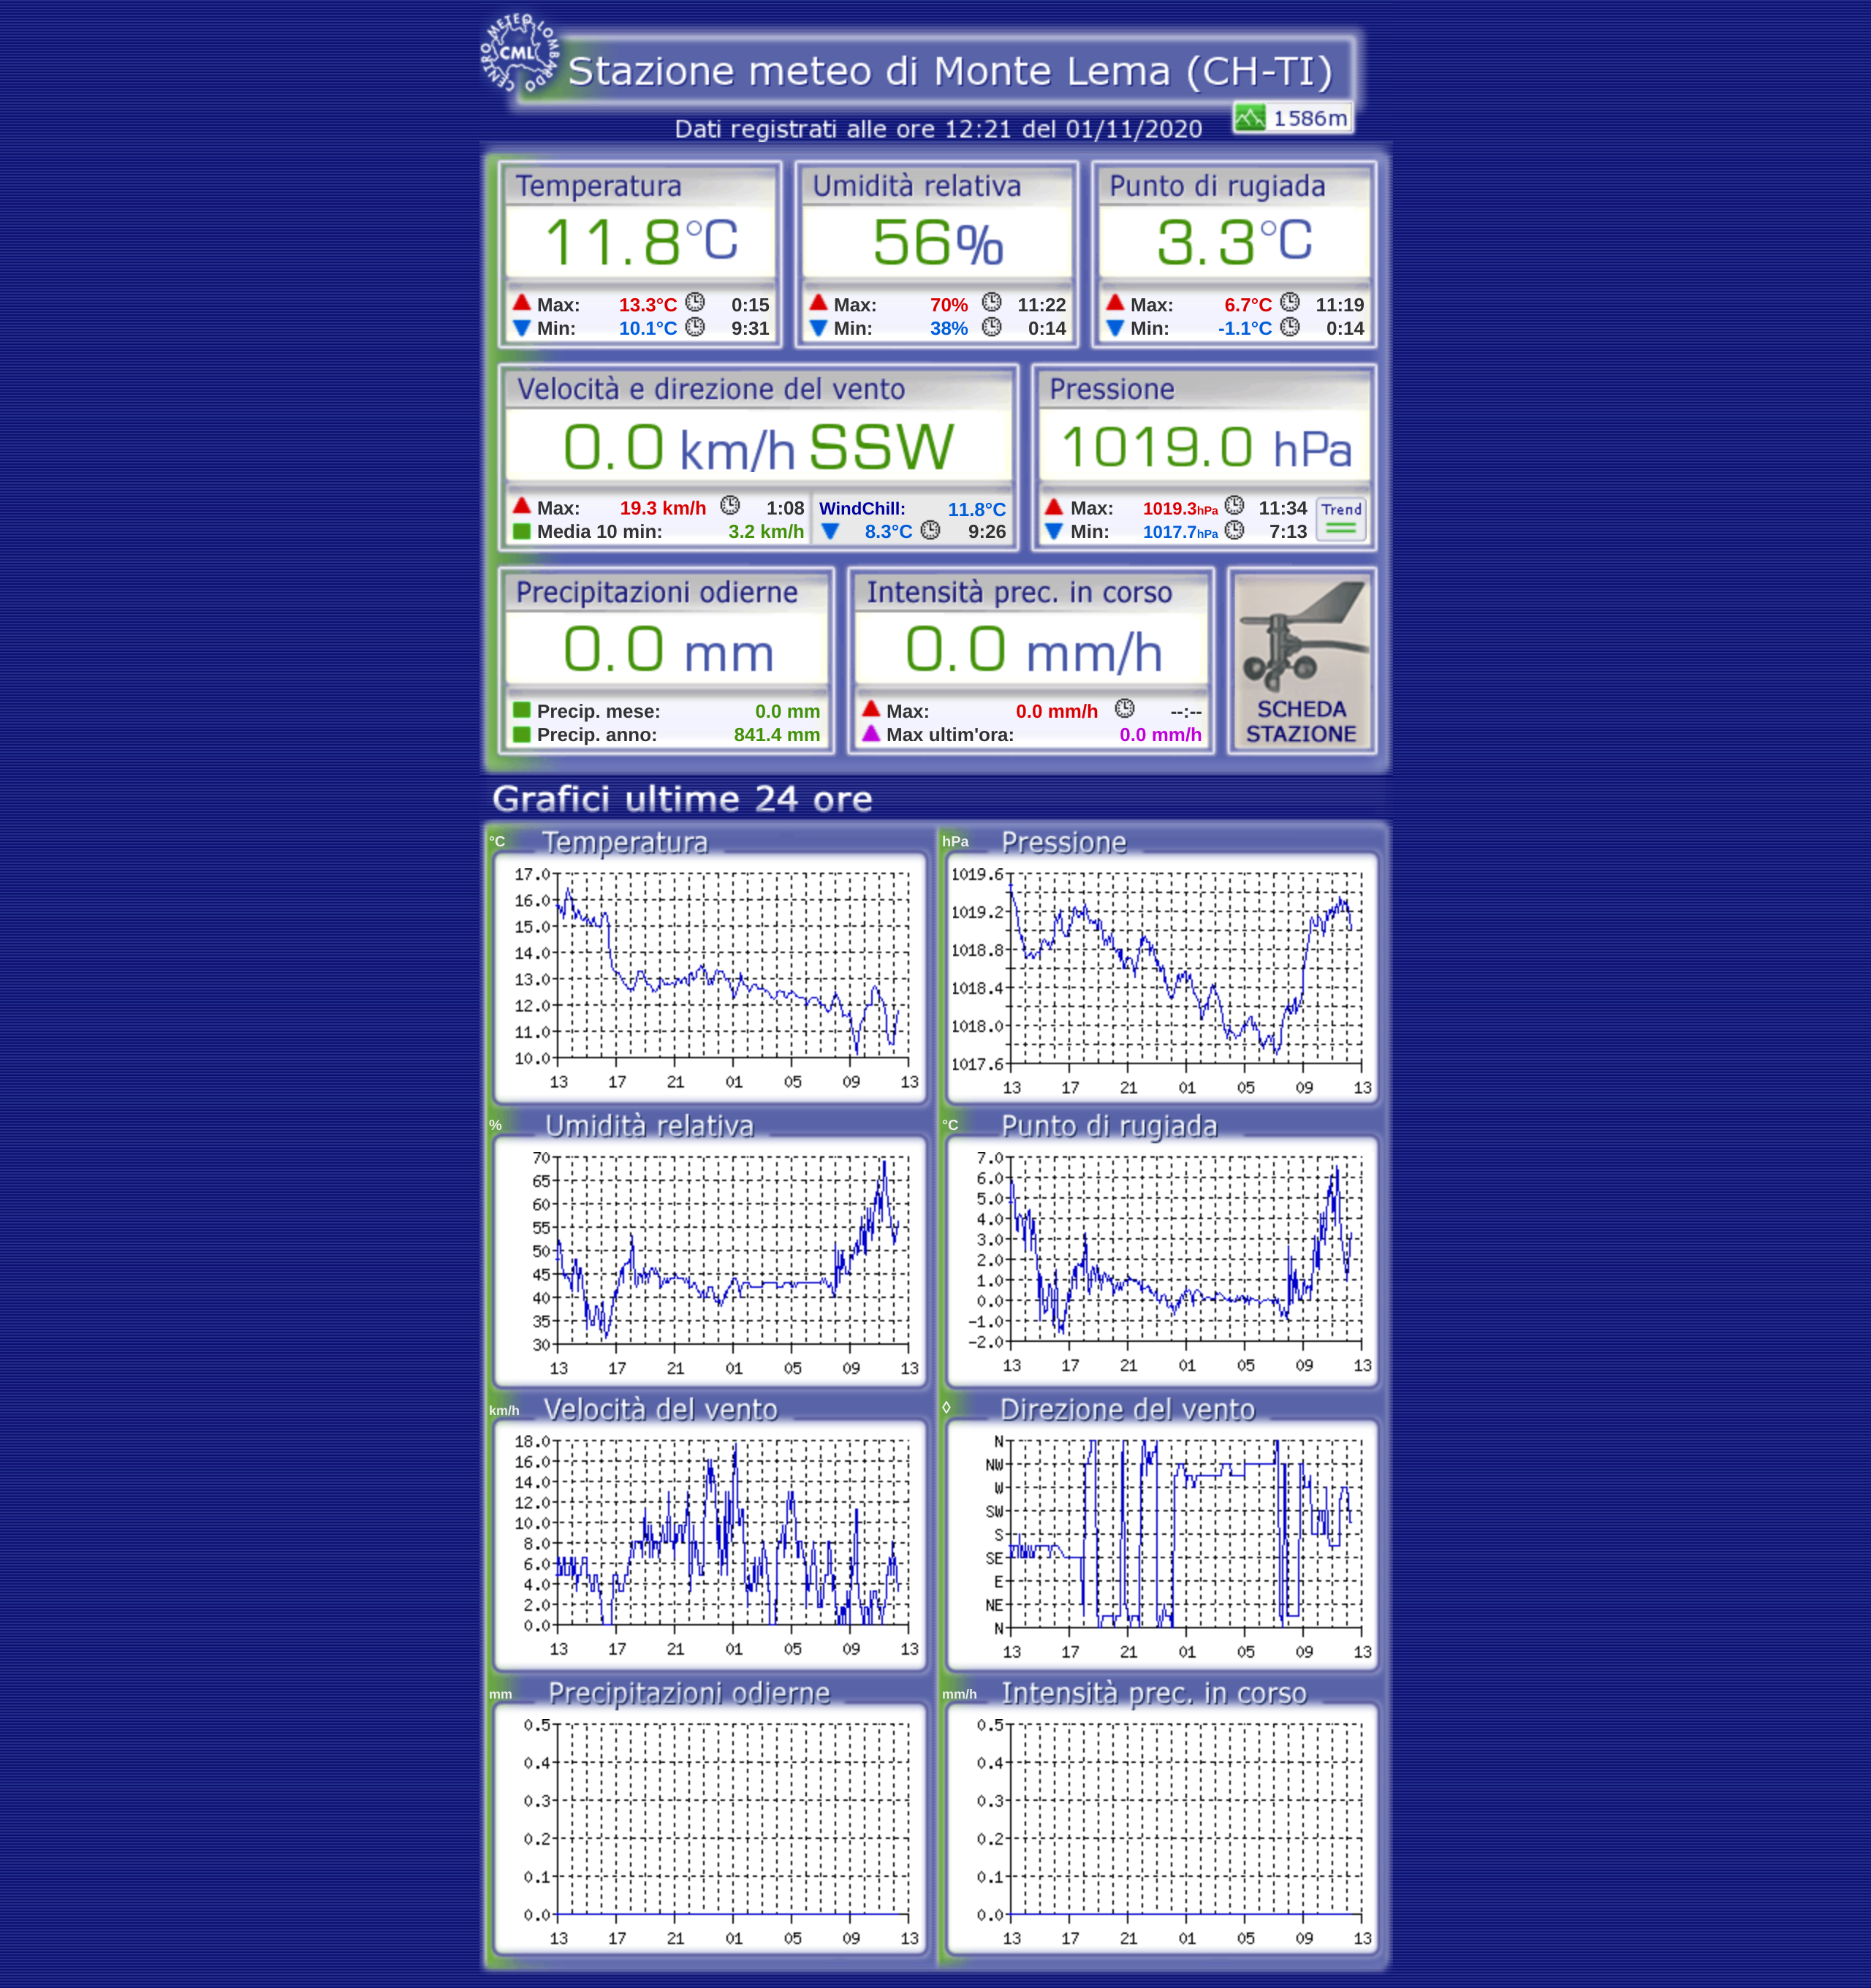 CENTRO METEO LOMBARDO
CML
Stazione meteo di Monte Lema (CH-TI)
1586m
Dati registrati alle ore 12:21 del 01/11/2020
Temperatura
11.8°C
Max: 13.3°C 0:15
Min: 10.1°C 9:31
Umidità relativa
56%
Max: 70% 11:22
Min: 38% 0:14
Punto di rugiada
3.3°C
Max: 6.7°C 11:19
Min: -1.1°C 0:14
Velocità e direzione del vento
0.0 km/h SSW
Max: 19.3 km/h 1:08
Media 10 min: 3.2 km/h
WindChill: 11.8°C
8.3°C 9:26
Pressione
1019.0 hPa
Max: 1019.3hPa 11:34
Min: 1017.7hPa 7:13
Trend
Precipitazioni odierne
0.0 mm
Precip. mese: 0.0 mm
Precip. anno: 841.4 mm
Intensità prec. in corso
0.0 mm/h
Max: 0.0 mm/h --:--
Max ultim'ora: 0.0 mm/h
SCHEDA
STAZIONE
Grafici ultime 24 ore
°C Temperatura
17.0
16.0
15.0
14.0
13.0
12.0
11.0
10.0
13 17 21 01 05 09 13
hPa Pressione
1019.6
1019.2
1018.8
1018.4
1018.0
1017.6
13 17 21 01 05 09 13
% Umidità relativa
70
65
60
55
50
45
40
35
30
13 17 21 01 05 09 13
°C Punto di rugiada
7.0
6.0
5.0
4.0
3.0
2.0
1.0
0.0
-1.0
-2.0
13 17 21 01 05 09 13
km/h Velocità del vento
18.0
16.0
14.0
12.0
10.0
8.0
6.0
4.0
2.0
0.0
13 17 21 01 05 09 13
◊ Direzione del vento
N
NW
W
SW
S
SE
E
NE
N
13 17 21 01 05 09 13
mm Precipitazioni odierne
0.5
0.4
0.3
0.2
0.1
0.0
13 17 21 01 05 09 13
mm/h Intensità prec. in corso
0.5
0.4
0.3
0.2
0.1
0.0
13 17 21 01 05 09 13